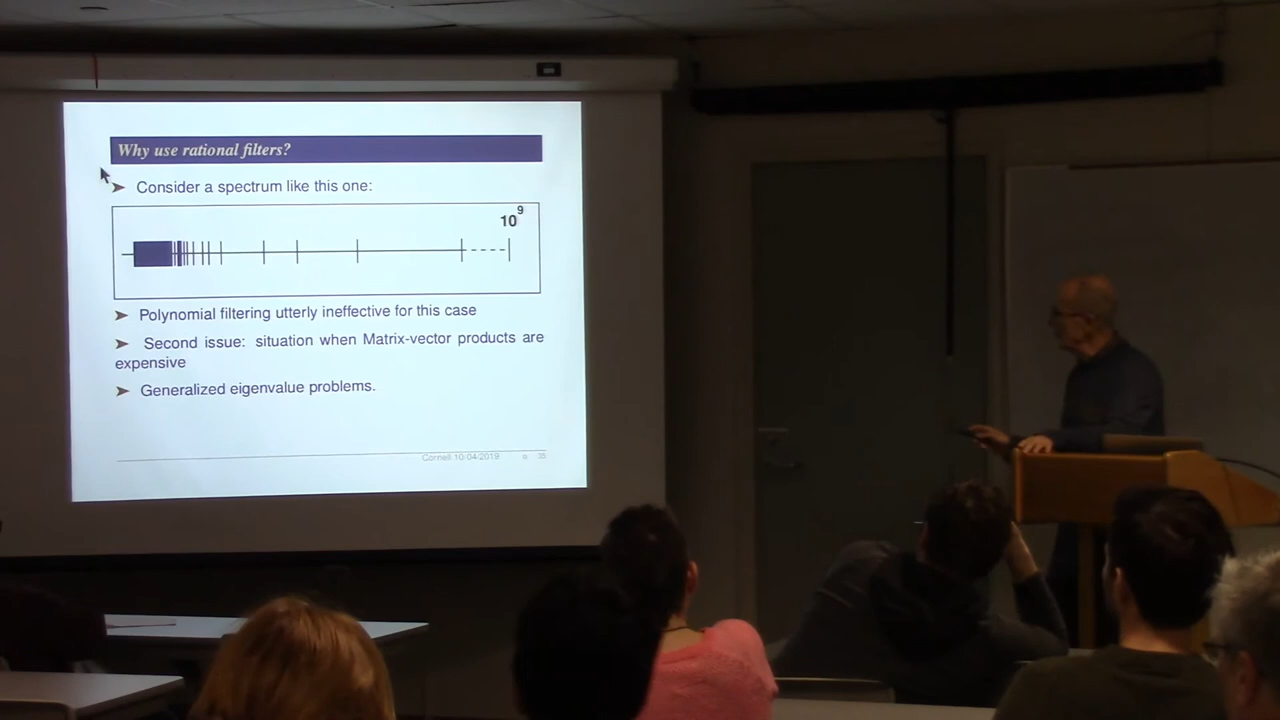 Why use rational filters?
➤ Consider a spectrum like this one:
10^9
➤ Polynomial filtering utterly ineffective for this case
➤ Second issue: situation when Matrix-vector products are
expensive
➤ Generalized eigenvalue problems.
Cornell 10/04/2019 p. 35